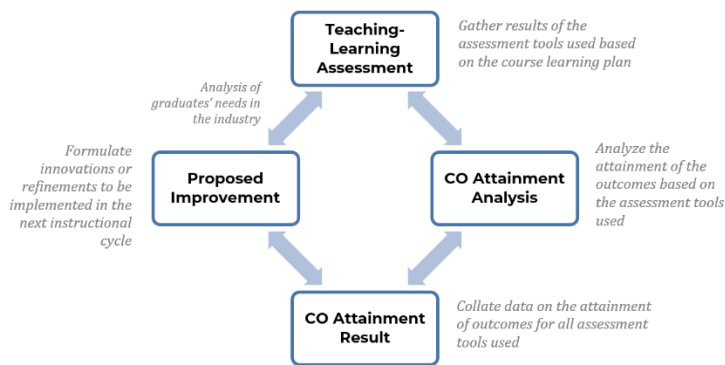 Teaching-
Learning
Assessment
Gather results of the
assessment tools used based
on the course learning plan
Analysis of
graduates' needs in
the industry
Formulate
innovations or
refinements to be
implemented in the
next instructional
cycle
Proposed
Improvement
CO Attainment
Analysis
Analyze the
attainment of the
outcomes based on
the assessment tools
used
CO Attainment
Result
Collate data on the attainment
of outcomes for all assessment
tools used